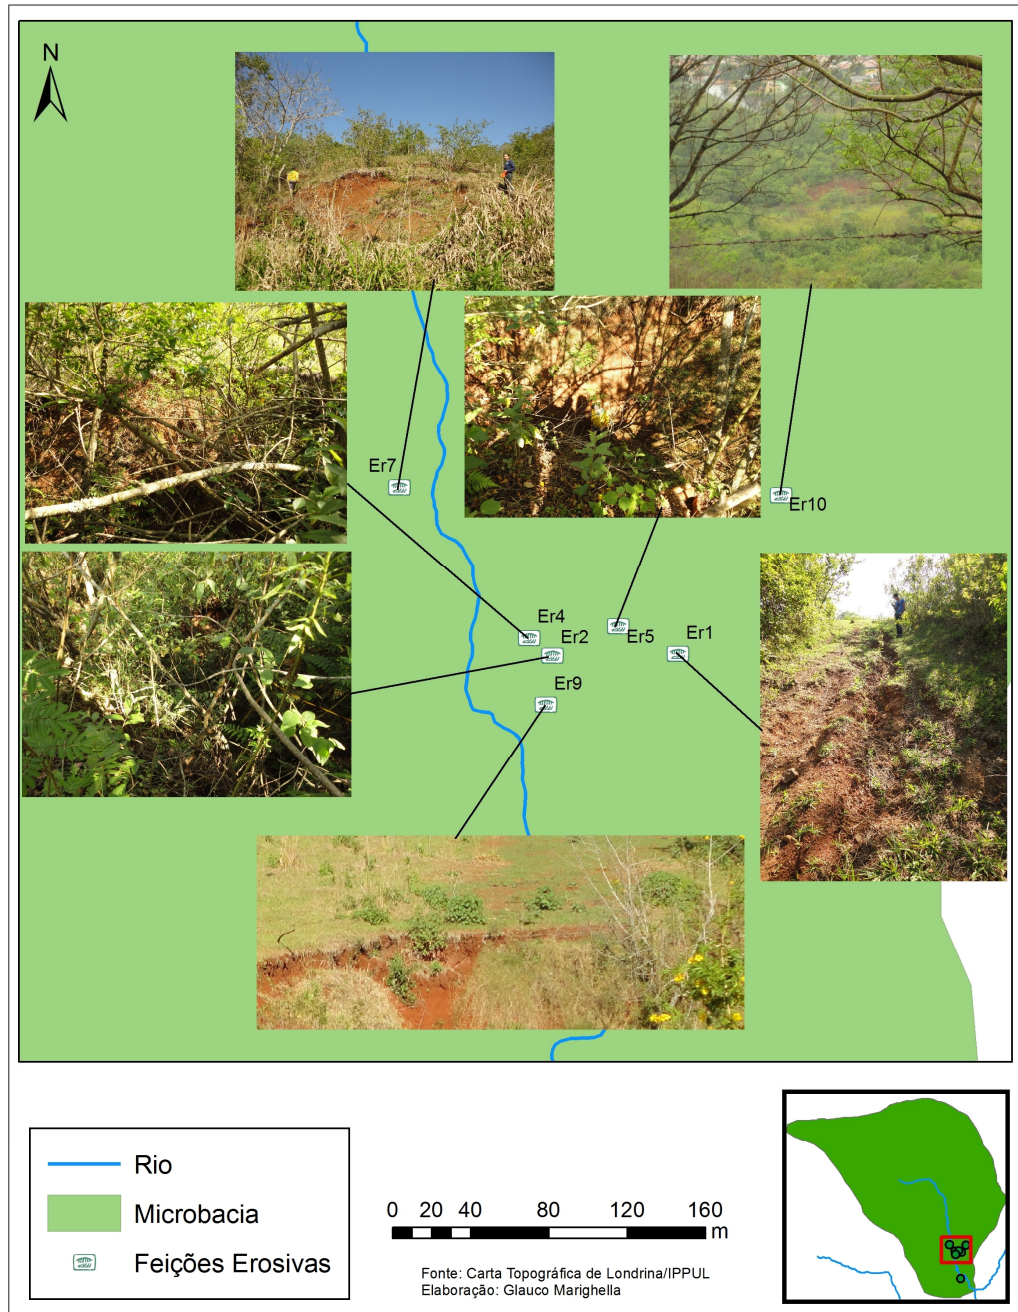 N
Er7
Er10
Er4
Er2
Er5
Er1
Er9
Rio
Microbacia
Feições Erosivas
0 20 40 80 120 160
m
Fonte: Carta Topográfica de Londrina/IPPUL
Elaboração: Glauco Marighella